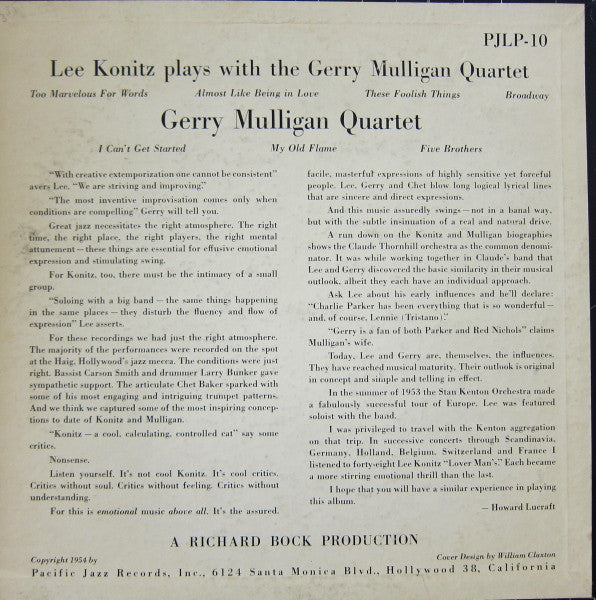 PJLP-10
Lee Konitz plays with the Gerry Mulligan Quartet
Too Marvelous For Words Almost Like Being in Love These Foolish Things Broadway
Gerry Mulligan Quartet
I Can't Get Started My Old Flame Five Brothers
"With creative extemporization one cannot be consistent"
avers Lee. "We are striving and improving."
"The most inventive improvisation comes only when
conditions are compelling" Gerry will tell you.
Great jazz necessitates the right atmosphere. The right
time, the right place, the right players, the right mental
attunement — these things are essential for effusive emotional
expression and stimulating swing.
For Konitz, too, there must be the intimacy of a small
group.
"Soloing with a big band — the same things happening
in the same places — they disturb the fluency and flow of
expression" Lee asserts.
For these recordings we had just the right atmosphere.
The majority of the performances were recorded on the spot
at the Haig, Hollywood's jazz mecca. The conditions were just
right. Bassist Carson Smith and drummer Larry Bunker gave
sympathetic support. The articulate Chet Baker sparked with
some of his most engaging and intriguing trumpet patterns.
And we think we captured some of the most inspiring concep-
tions to date of Konitz and Mulligan.
"Konitz — a cool, calculating, controlled cat" say some
critics.
Nonsense.
Listen yourself. It's not cool Konitz. It's cool critics.
Critics without soul. Critics without feeling. Critics without
understanding.
For this is emotional music above all. It's the assured,
facile, masterful expressions of highly sensitive yet forceful
people. Lee, Gerry and Chet blow long logical lyrical lines
that are sincere and direct expressions.
And this music assuredly swings — not in a banal way,
but with the subtle insinuation of a real and natural drive.
A run down on the Konitz and Mulligan biographies
shows the Claude Thornhill orchestra as the common denomi-
nator. It was while working together in Claude's band that
Lee and Gerry discovered the basic similarity in their musical
outlook, albeit they each have an individual approach.
Ask Lee about his early influences and he'll declare:
"Charlie Parker has been everything that is so wonderful —
and, of course, Lennie (Tristano)."
"Gerry is a fan of both Parker and Red Nichols" claims
Mulligan's wife.
Today, Lee and Gerry are, themselves, the influences.
They have reached musical maturity. Their outlook is original
in concept and simple and telling in effect.
In the summer of 1953 the Stan Kenton Orchestra made
a fabulously successful tour of Europe. Lee was featured
soloist with the band.
I was privileged to travel with the Kenton aggregation
on that trip. In successive concerts through Scandinavia,
Germany, Holland, Belgium, Switzerland and France I
listened to forty-eight Lee Konitz "Lover Man's." Each became
a more stirring emotional thrill than the last.
I hope that you will have a similar experience in playing
this album.
— Howard Lucraft
A RICHARD BOCK PRODUCTION
Copyright 1954 by Cover Design by William Claxton
Pacific Jazz Records, Inc., 6124 Santa Monica Blvd., Hollywood 38, California